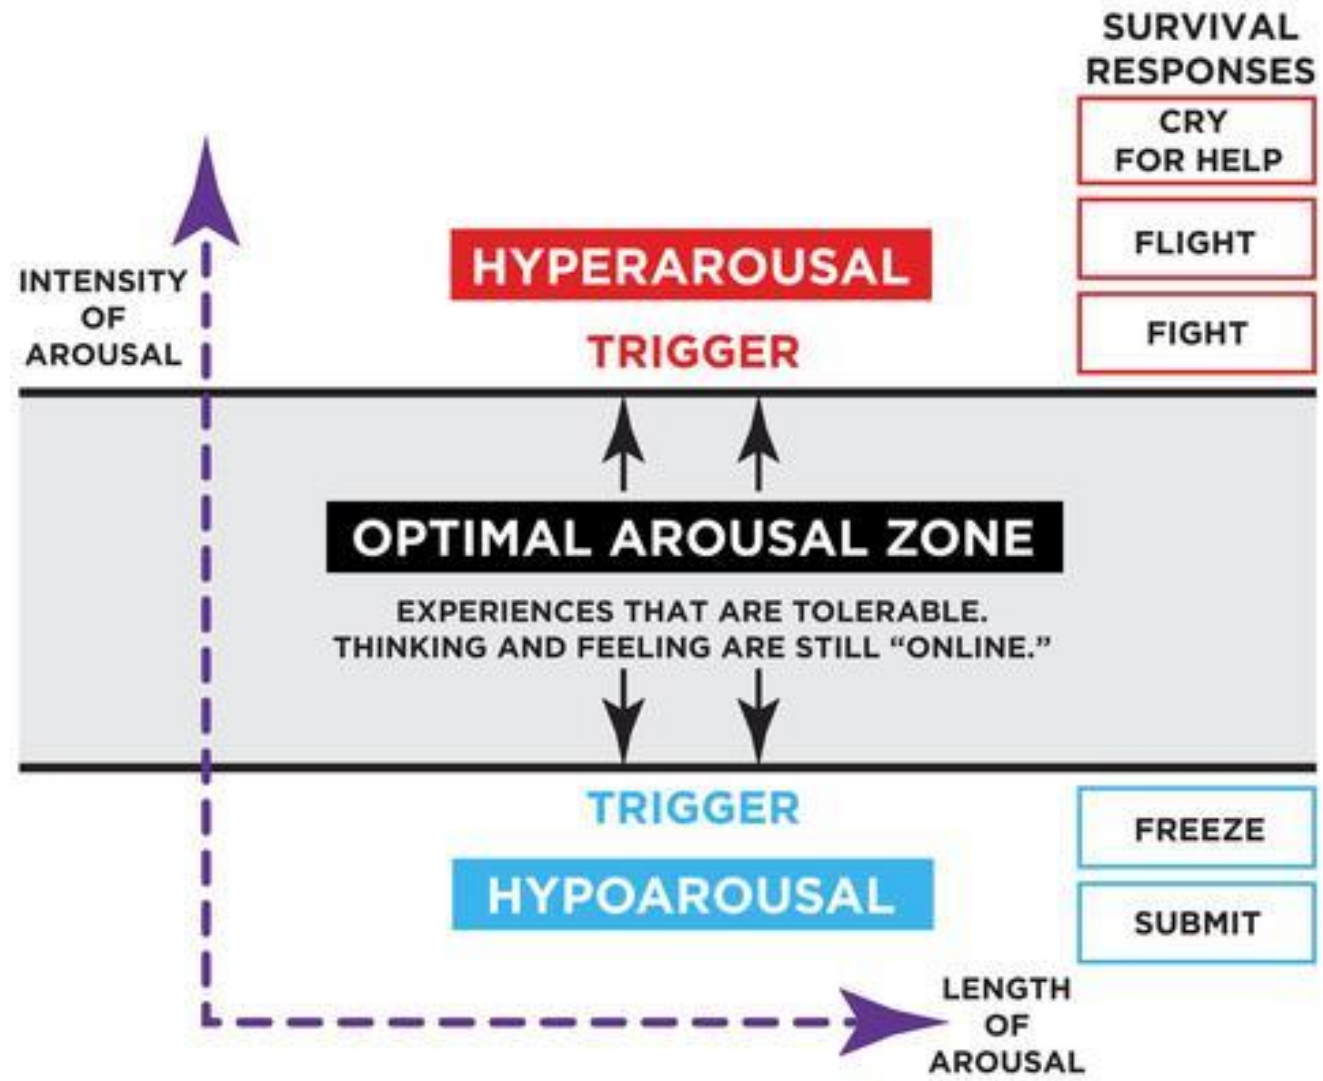 SURVIVAL
RESPONSES
CRY
FOR HELP
FLIGHT
FIGHT
INTENSITY
OF
AROUSAL
HYPERAROUSAL
TRIGGER
OPTIMAL AROUSAL ZONE
EXPERIENCES THAT ARE TOLERABLE.
THINKING AND FEELING ARE STILL “ONLINE.”
TRIGGER
HYPOAROUSAL
FREEZE
SUBMIT
LENGTH
OF
AROUSAL